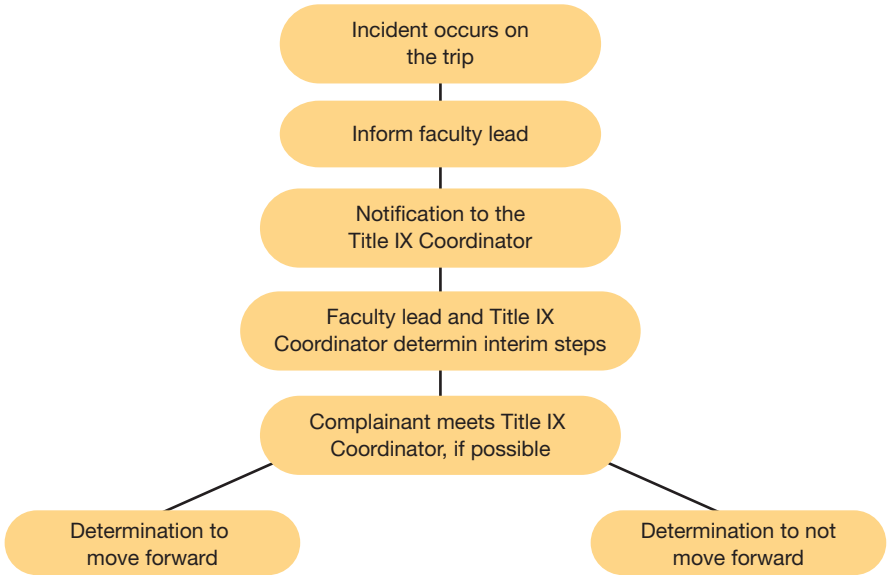 Incident occurs on
the trip
Inform faculty lead
Notification to the
Title IX Coordinator
Faculty lead and Title IX
Coordinator determin interim steps
Complainant meets Title IX
Coordinator, if possible
Determination to
move forward
Determination to not
move forward